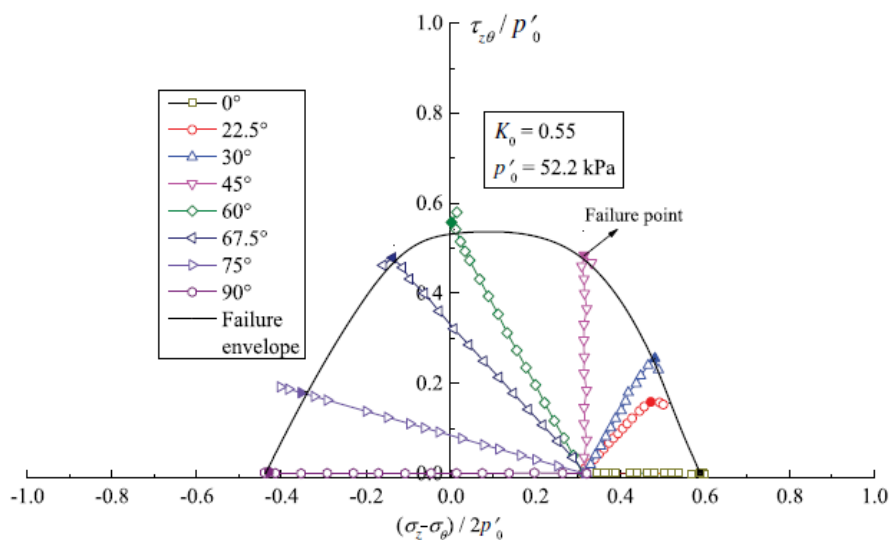 1.0
τzθ / p′0
0.8
0.6
0.4
0.2
0.0
0°
22.5°
30°
45°
60°
67.5°
75°
90°
Failure
envelope
K0 = 0.55
p′0 = 52.2 kPa
Failure point
-1.0 -0.8 -0.6 -0.4 -0.2 0.0 0.2 0.4 0.6 0.8 1.0
(σz-σθ) / 2p′0